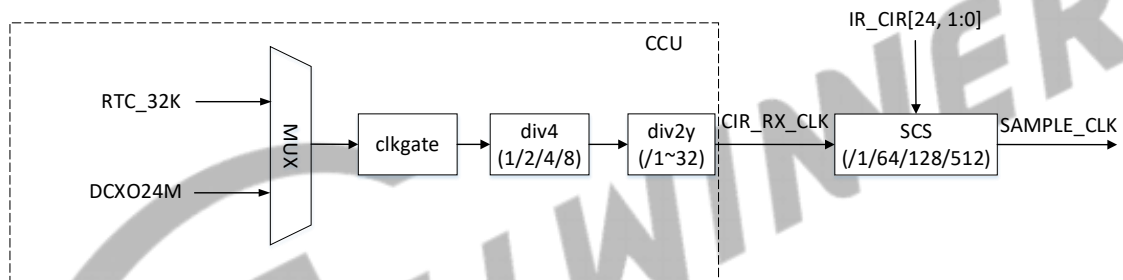 IR_CIR[24, 1:0]
CCU
RTC_32K
DCXO24M
MUX
clkgate
div4
(1/2/4/8)
div2y
(/1~32)
CIR_RX_CLK
SCS
(/1/64/128/512)
SAMPLE_CLK
ALLWINNER